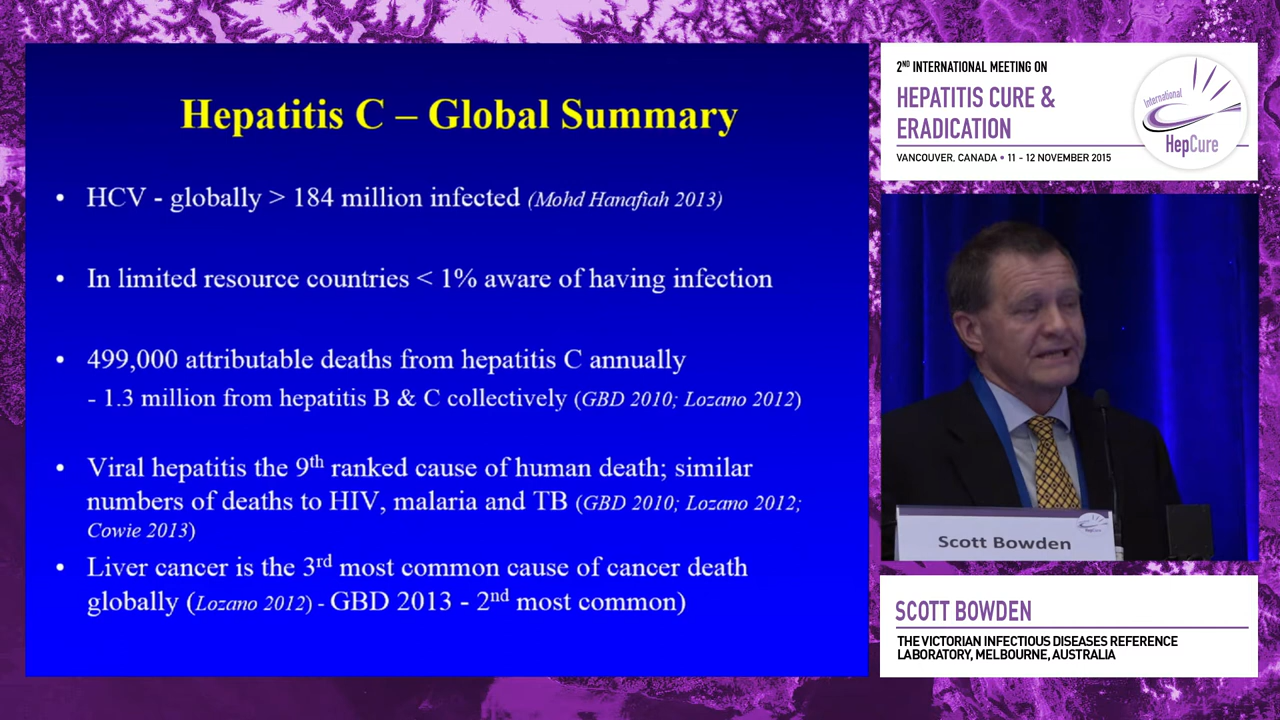 Hepatitis C – Global Summary
• HCV - globally > 184 million infected (Mohd Hanafiah 2013)
• In limited resource countries < 1% aware of having infection
• 499,000 attributable deaths from hepatitis C annually
- 1.3 million from hepatitis B & C collectively (GBD 2010; Lozano 2012)
• Viral hepatitis the 9th ranked cause of human death; similar
numbers of deaths to HIV, malaria and TB (GBD 2010; Lozano 2012;
Cowie 2013)
• Liver cancer is the 3rd most common cause of cancer death
globally (Lozano 2012) - GBD 2013 - 2nd most common)
2ND INTERNATIONAL MEETING ON
HEPATITIS CURE &
ERADICATION
VANCOUVER, CANADA • 11 - 12 NOVEMBER 2015
International
HepCure
HepCure
Scott Bowden
SCOTT BOWDEN
THE VICTORIAN INFECTIOUS DISEASES REFERENCE
LABORATORY, MELBOURNE, AUSTRALIA